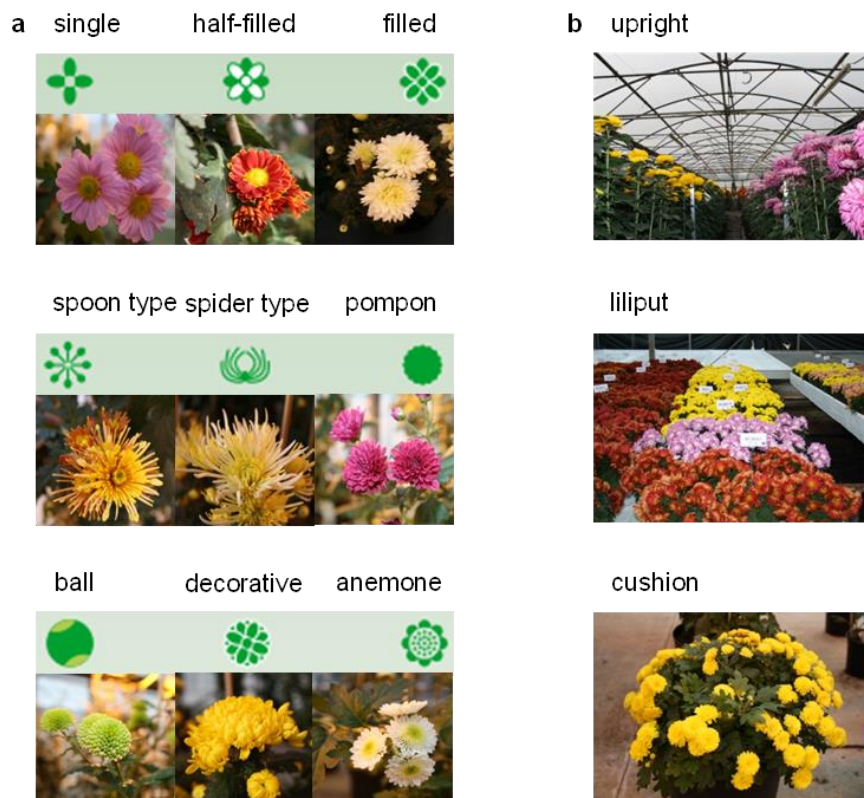 a single half-filled filled
b upright
spoon type spider type pompon
liliput
ball decorative anemone
cushion